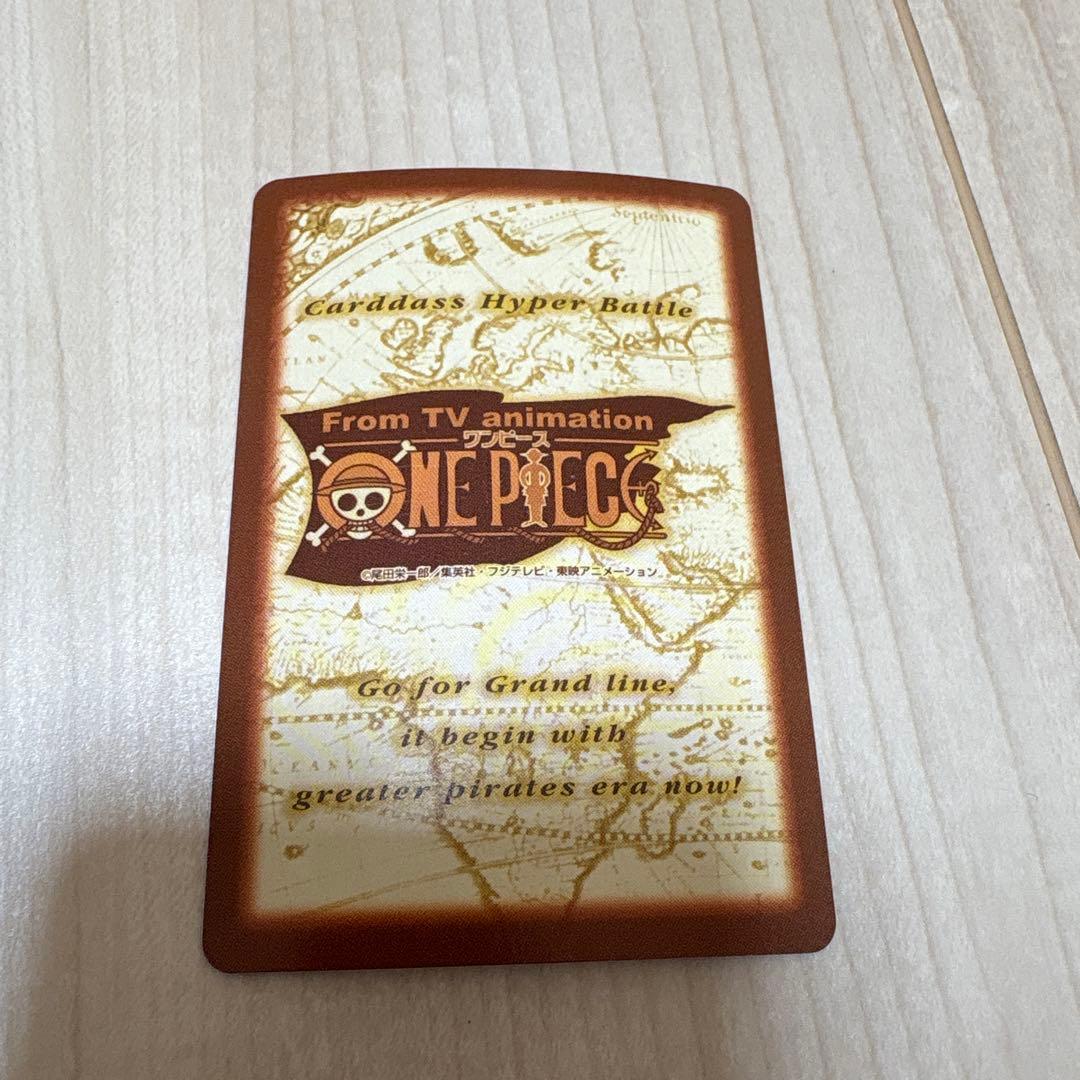 Septentrio
Carddass Hyper Battle
From TV animation
ワンピース
ONE PIECE
©尾田栄一郎／集英社・フジテレビ・東映アニメーション
Go for Grand line,
it begin with
greater pirates era now!